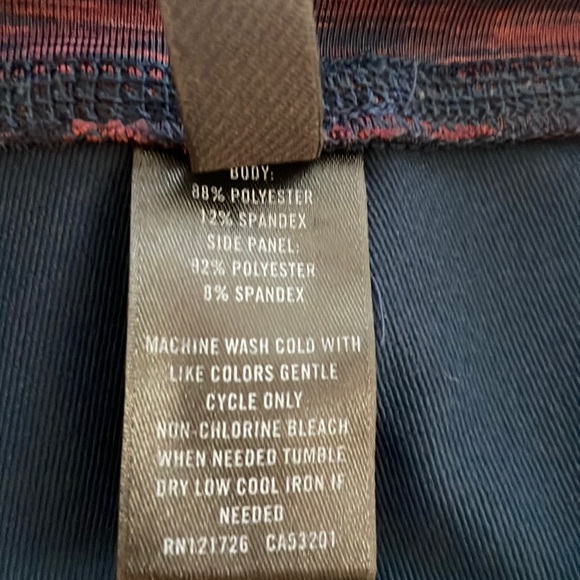 BODY:
88% POLYESTER
12% SPANDEX
SIDE PANEL:
92% POLYESTER
8% SPANDEX
MACHINE WASH COLD WITH
LIKE COLORS GENTLE
CYCLE ONLY
NON-CHLORINE BLEACH
WHEN NEEDED TUMBLE
DRY LOW COOL IRON IF
NEEDED
RN121726 CA53201